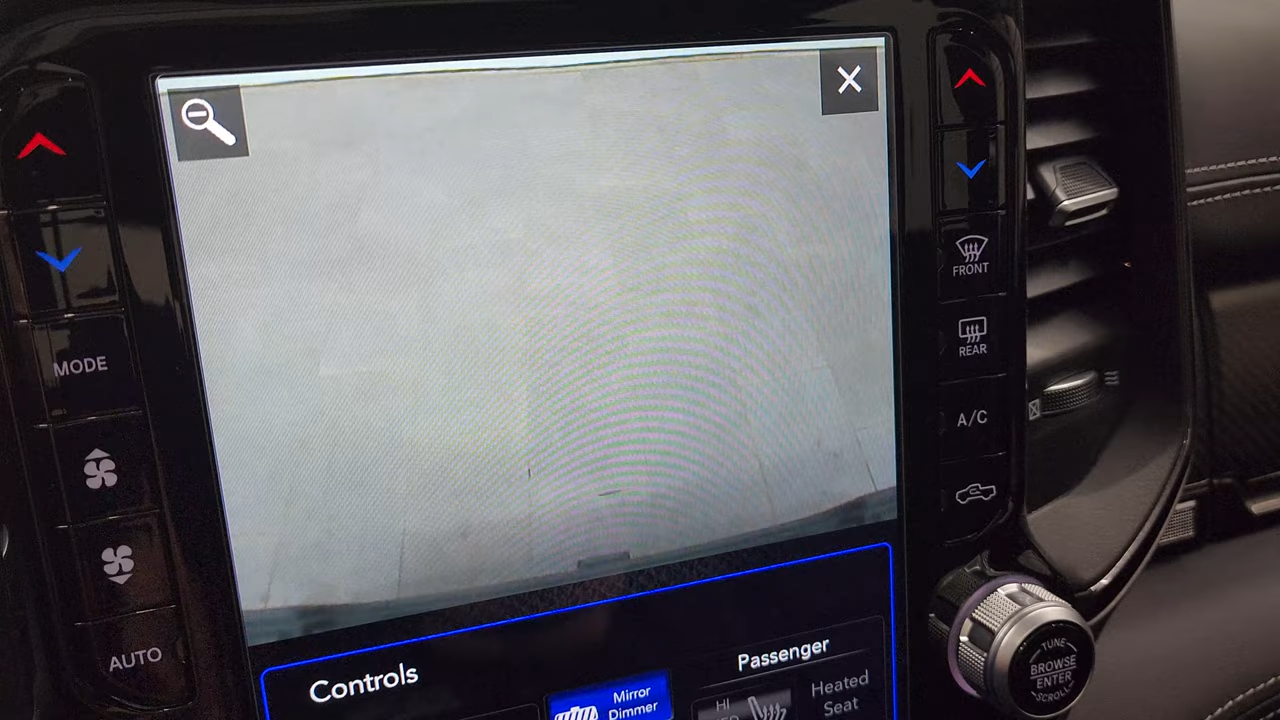 MODE
AUTO
FRONT
REAR
A/C
TUNE
BROWSE
ENTER
SCROLL
Controls
Mirror
Dimmer
Passenger
HI
Heated
Seat